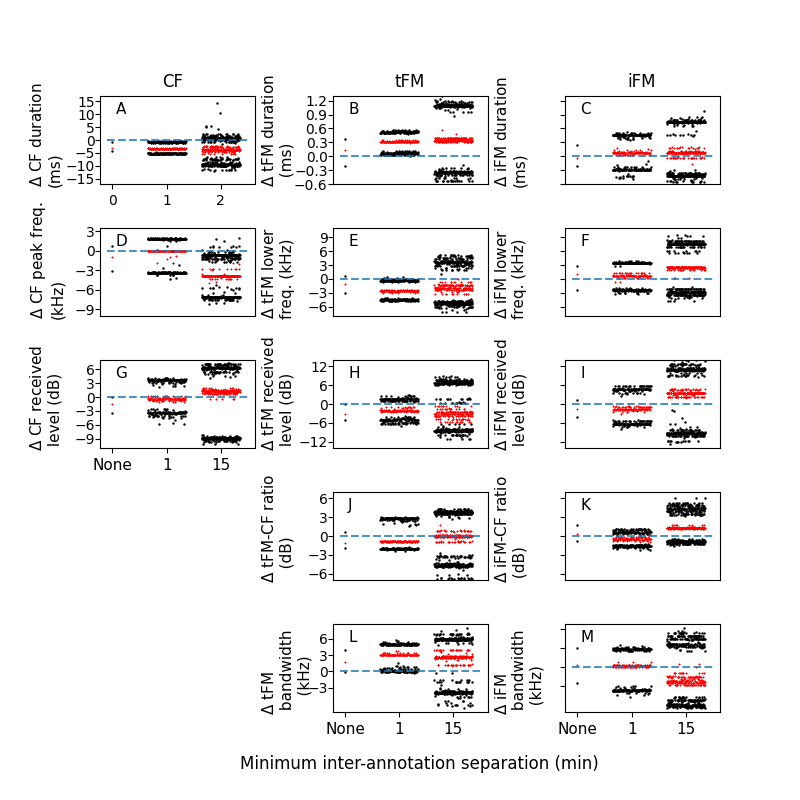 CF
tFM
iFM
Δ CF duration
(ms)
15
10
5
0
−5
−10
−15
A
0
1
2
Δ tFM duration
(ms)
1.2
0.9
0.6
0.3
0.0
−0.3
−0.6
B
Δ iFM duration
(ms)
C
Δ CF peak freq.
(kHz)
3
0
−3
−6
−9
D
Δ tFM lower
freq. (kHz)
9
6
3
0
−3
−6
E
Δ iFM lower
freq. (kHz)
F
Δ CF received
level (dB)
6
3
0
−3
−6
−9
G
None
1
15
Δ tFM received
level (dB)
12
6
0
−6
−12
H
Δ iFM received
level (dB)
I
Δ tFM-CF ratio
(dB)
6
3
0
−3
−6
J
Δ iFM-CF ratio
(dB)
K
Δ tFM
bandwidth
(kHz)
6
3
0
−3
L
None
1
15
Δ iFM
bandwidth
(kHz)
M
None
1
15
Minimum inter-annotation separation (min)